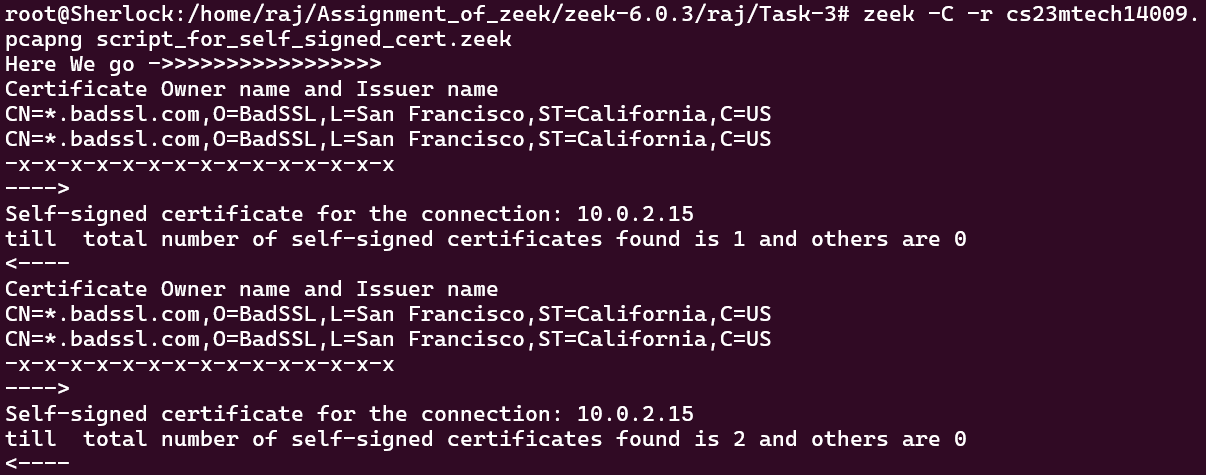 root@Sherlock:/home/raj/Assignment_of_zeek/zeek-6.0.3/raj/Task-3# zeek -C -r cs23mtech14009.
pcapng script_for_self_signed_cert.zeek
Here We go ->>>>>>>>>>>>>>>>>
Certificate Owner name and Issuer name
CN=*.badssl.com,O=BadSSL,L=San Francisco,ST=California,C=US
CN=*.badssl.com,O=BadSSL,L=San Francisco,ST=California,C=US
-x-x-x-x-x-x-x-x-x-x-x-x-x-x-x
---->
Self-signed certificate for the connection: 10.0.2.15
till  total number of self-signed certificates found is 1 and others are 0
<----
Certificate Owner name and Issuer name
CN=*.badssl.com,O=BadSSL,L=San Francisco,ST=California,C=US
CN=*.badssl.com,O=BadSSL,L=San Francisco,ST=California,C=US
-x-x-x-x-x-x-x-x-x-x-x-x-x-x-x
---->
Self-signed certificate for the connection: 10.0.2.15
till  total number of self-signed certificates found is 2 and others are 0
<----